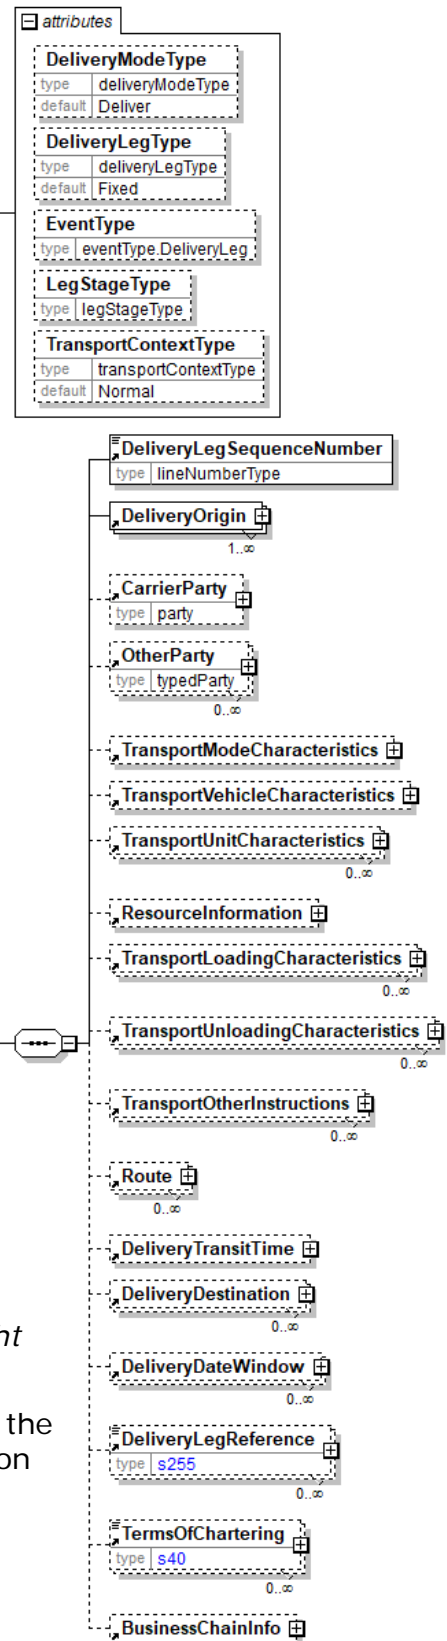 attributes
DeliveryModeType
type deliveryModeType
default Deliver
DeliveryLegType
type deliveryLegType
default Fixed
EventType
type eventType.DeliveryLeg
LegStageType
type legStageType
TransportContextType
type transportContextType
default Normal
DeliveryLegSequenceNumber
type lineNumberType
DeliveryOrigin
1..∞
CarrierParty
type party
OtherParty
type typedParty
0..∞
TransportModeCharacteristics
TransportVehicleCharacteristics
TransportUnitCharacteristics
0..∞
ResourceInformation
TransportLoadingCharacteristics
0..∞
TransportUnloadingCharacteristics
0..∞
TransportOtherInstructions
0..∞
Route
0..∞
DeliveryTransitTime
DeliveryDestination
0..∞
nt
DeliveryDateWindow
0..∞
the
DeliveryLegReference
on
type s255
0..∞
TermsOfChartering
type s40
0..∞
BusinessChainInfo